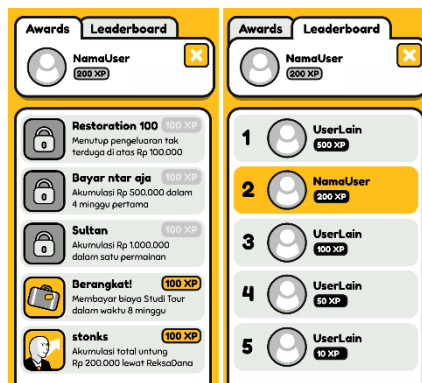 Awards
Leaderboard
NamaUser
200 XP
Restoration 100
100 XP
Menutup pengeluaran tak
terduga di atas Rp 100.000
Bayar ntar aja
100 XP
Akumulasi Rp 500.000 dalam
4 minggu pertama
Sultan
100 XP
Akumulasi Rp 1.000.000
dalam satu permainan
Berangkat!
100 XP
Membayar biaya Studi Tour
dalam waktu 8 minggu
stonks
100 XP
Akumulasi total untung
Rp 200.000 lewat ReksaDana
Awards
Leaderboard
NamaUser
200 XP
1
UserLain
500 XP
2
NamaUser
200 XP
3
UserLain
100 XP
4
UserLain
50 XP
5
UserLain
10 XP